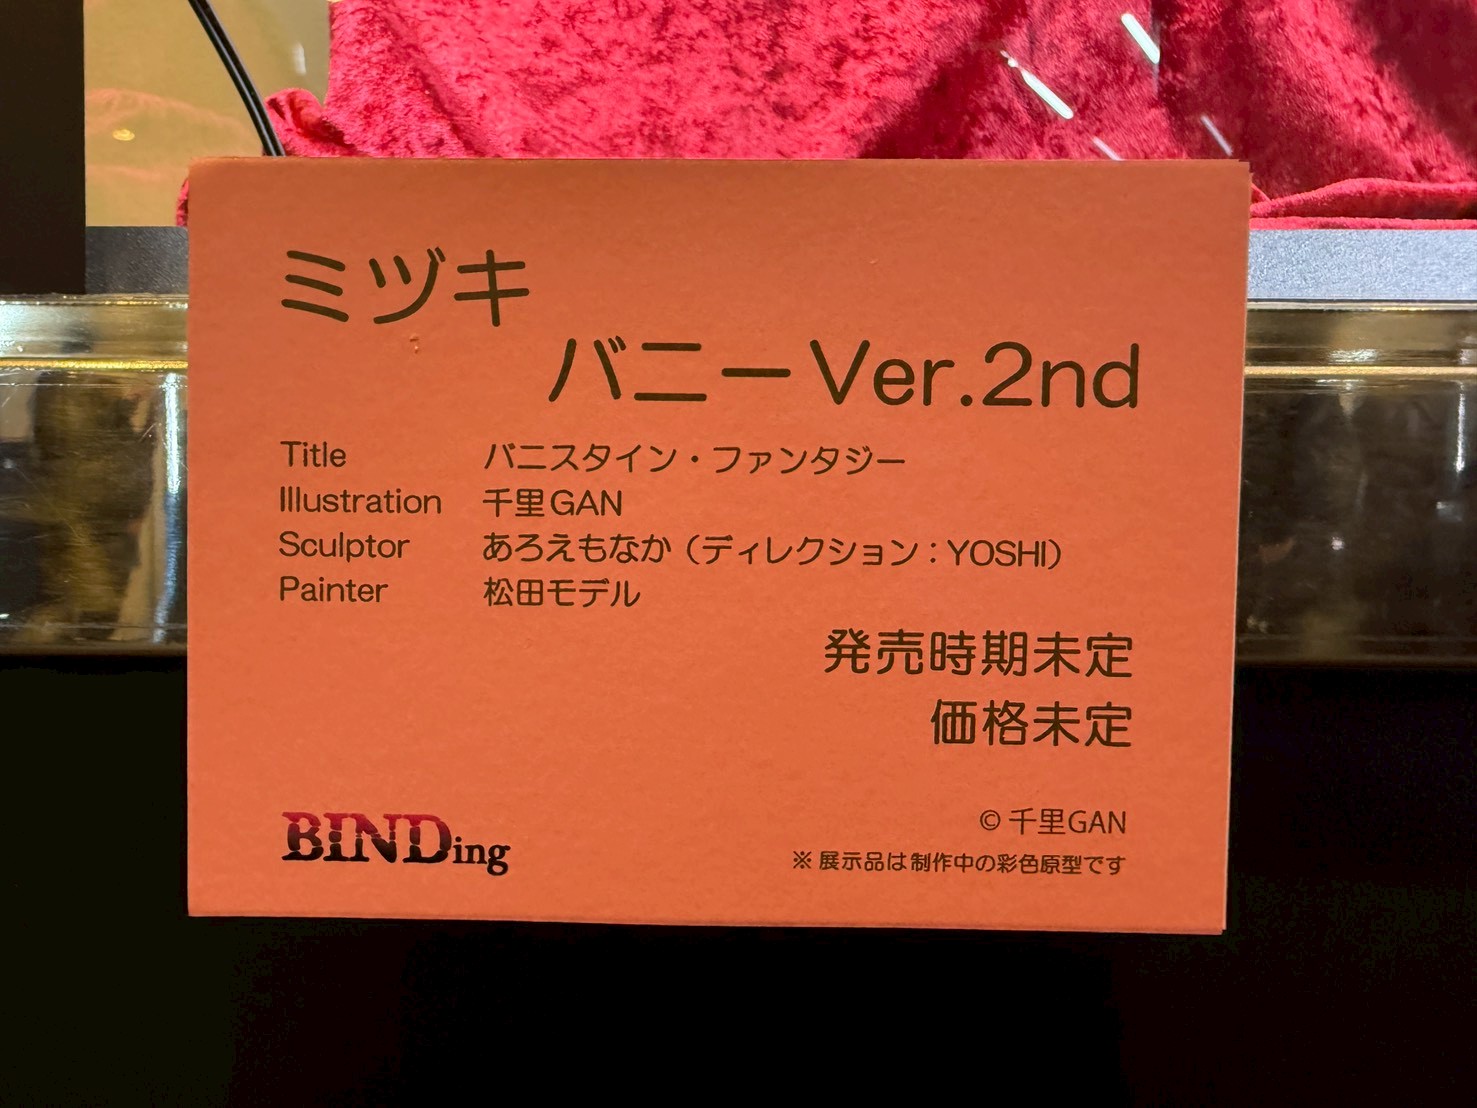 ミヅキ
バニーVer.2nd
Title バニスタイン・ファンタジー
Illustration 千里GAN
Sculptor あろえもなか（ディレクション：YOSHI）
Painter 松田モデル
発売時期未定
価格未定
BINDing
© 千里GAN
※ 展示品は制作中の彩色原型です